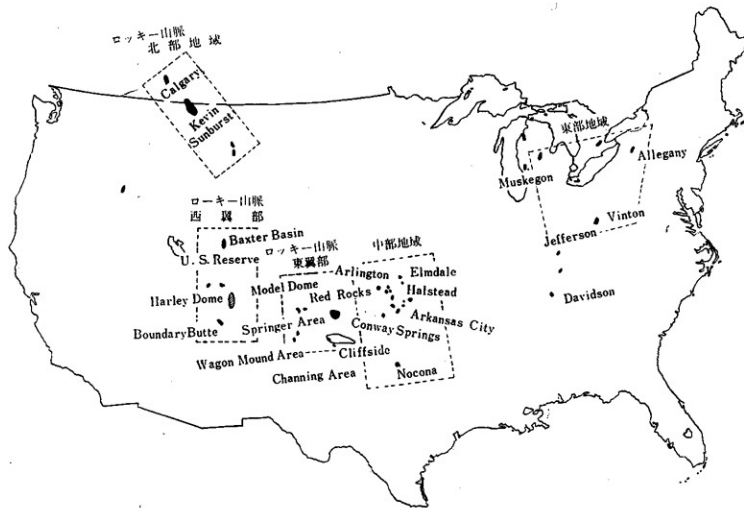 ロッキー山脈
北部地域
Calgary
Kevin
Sunburst
東部地域
Allegany
Muskegon
Vinton
Jefferson
Davidson
ローキー山脈
西翼部
Baxter Basin
U. S. Reserve
Harley Dome
Boundary Butte
ロッキー山脈
東翼部
Model Dome
Red Rocks
Springer Area
Wagon Mound Area
Cliffside
Channing Area
中部地域
Arlington
Elmdale
Halstead
Arkansas City
Conway Springs
Nocona